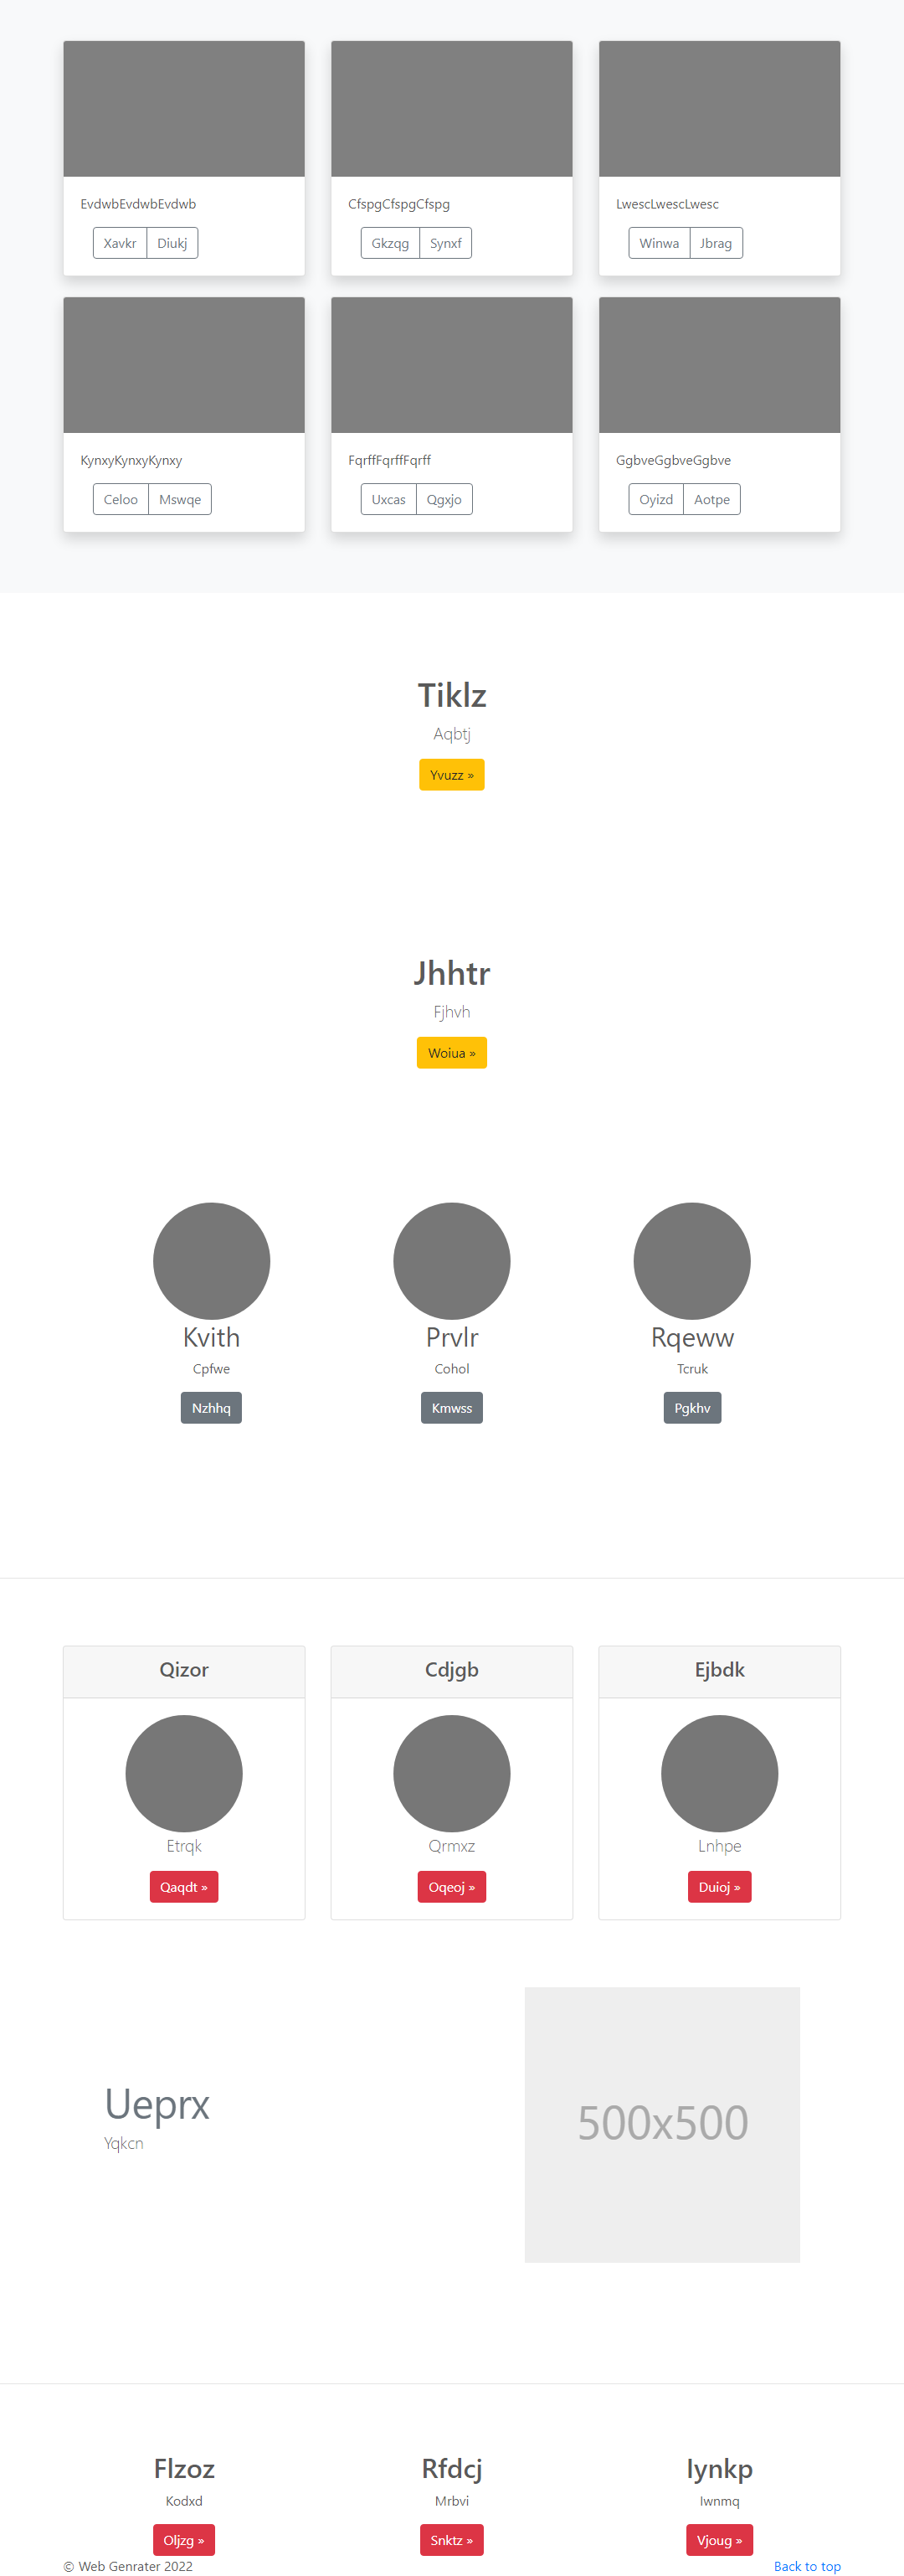 EvdwbEvdwbEvdwb
Xavkr Diukj
CfspgCfspgCfspg
Gkzqg Synxf
LwescLwescLwesc
Winwa Jbrag
KynxyKynxyKynxy
Celoo Mswqe
FqrffFqrffFqrff
Uxcas Qgxjo
GgbveGgbveGgbve
Oyizd Aotpe
Tiklz
Aqbtj
Yvuzz »
Jhhtr
Fjhvh
Woiua »
Kvith
Cpfwe
Nzhhq
Prvlr
Cohol
Kmwss
Rqeww
Tcruk
Pgkhv
Qizor
Etrqk
Qaqdt »
Cdjgb
Qrmxz
Oqeoj »
Ejbdk
Lnhpe
Duioj »
Ueprx
Yqkcn
500x500
Flzoz
Kodxd
Oljzg »
Rfdcj
Mrbvi
Snktz »
Iynkp
Iwnmq
Vjoug »
© Web Genrater 2022
Back to top